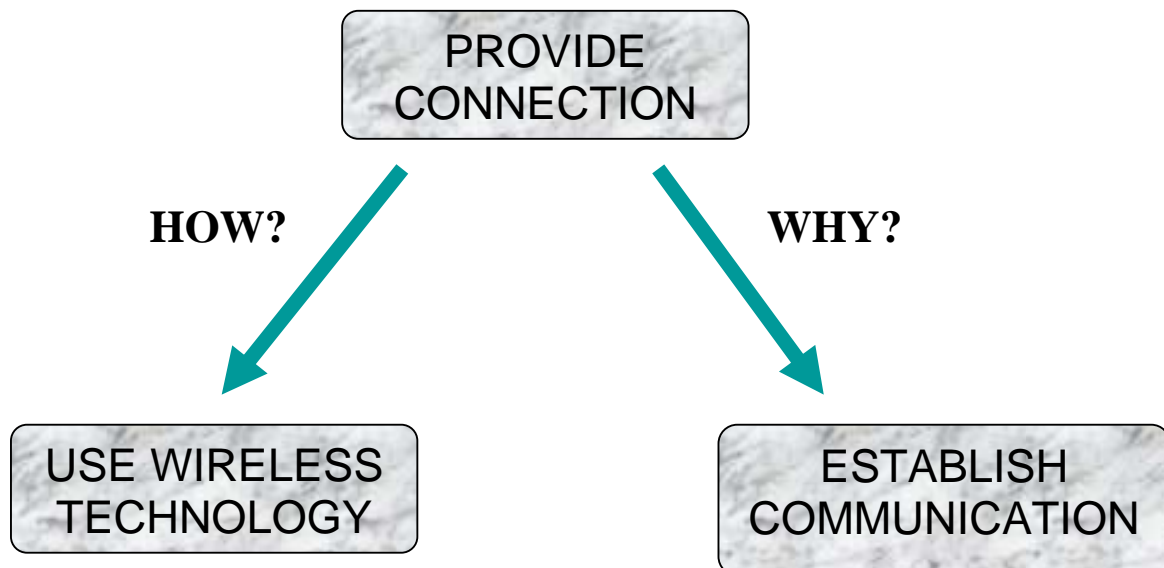 PROVIDE
CONNECTION
HOW?
WHY?
USE WIRELESS
TECHNOLOGY
ESTABLISH
COMMUNICATION